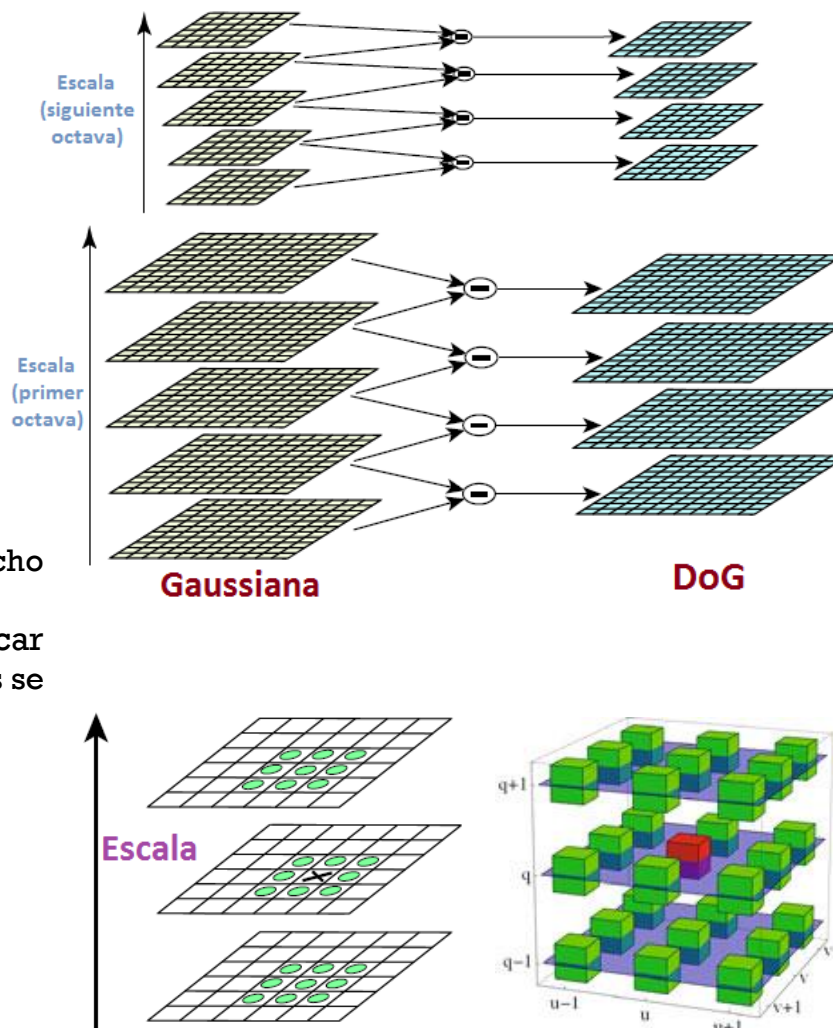 Escala
(siguiente
octava)
Escala
(primer
octava)
Gaussiana
DoG
cho
car
s se
Escala
q+1
q
q-1
u-1
u
v+1
v